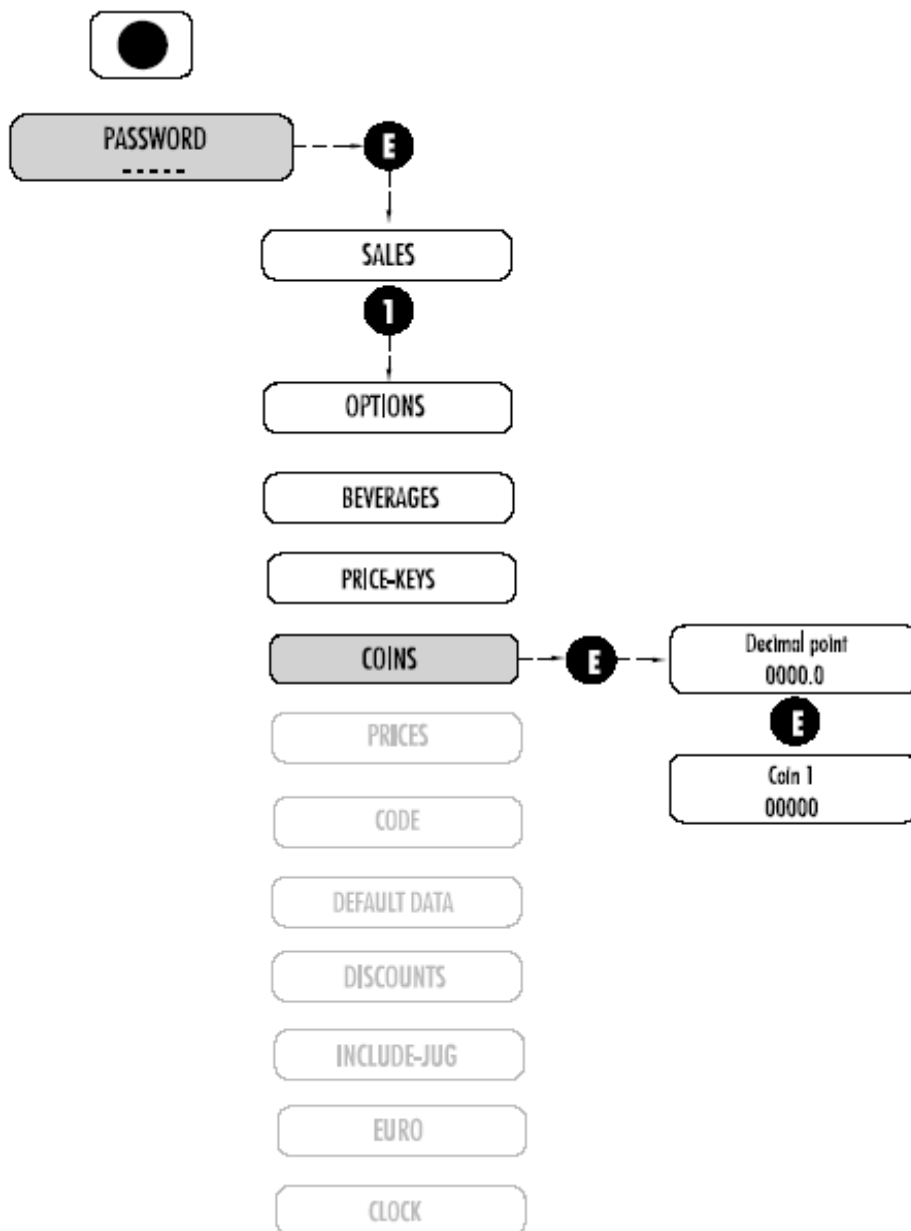 PASSWORD
-----
E
SALES
1
OPTIONS
BEVERAGES
PRICE-KEYS
COINS
E
Decimal point
0000.0
E
Coin 1
00000
PRICES
CODE
DEFAULT DATA
DISCOUNTS
INCLUDE-JUG
EURO
CLOCK